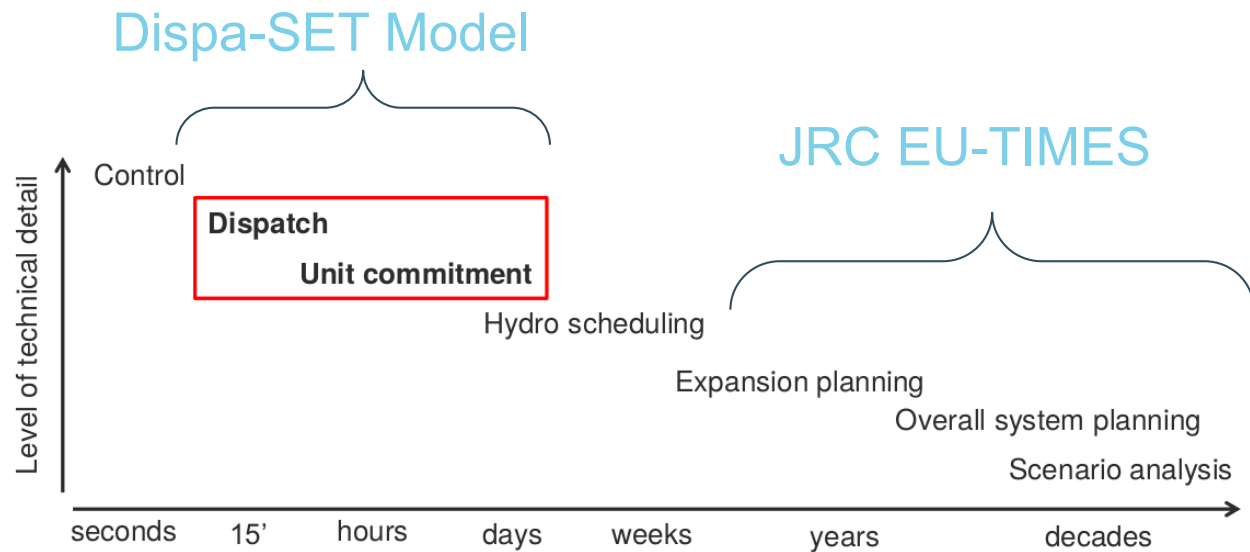 Dispa-SET Model
JRC EU-TIMES
Level of technical detail
Control
Dispatch
Unit commitment
Hydro scheduling
Expansion planning
Overall system planning
Scenario analysis
seconds 15’ hours days weeks years decades